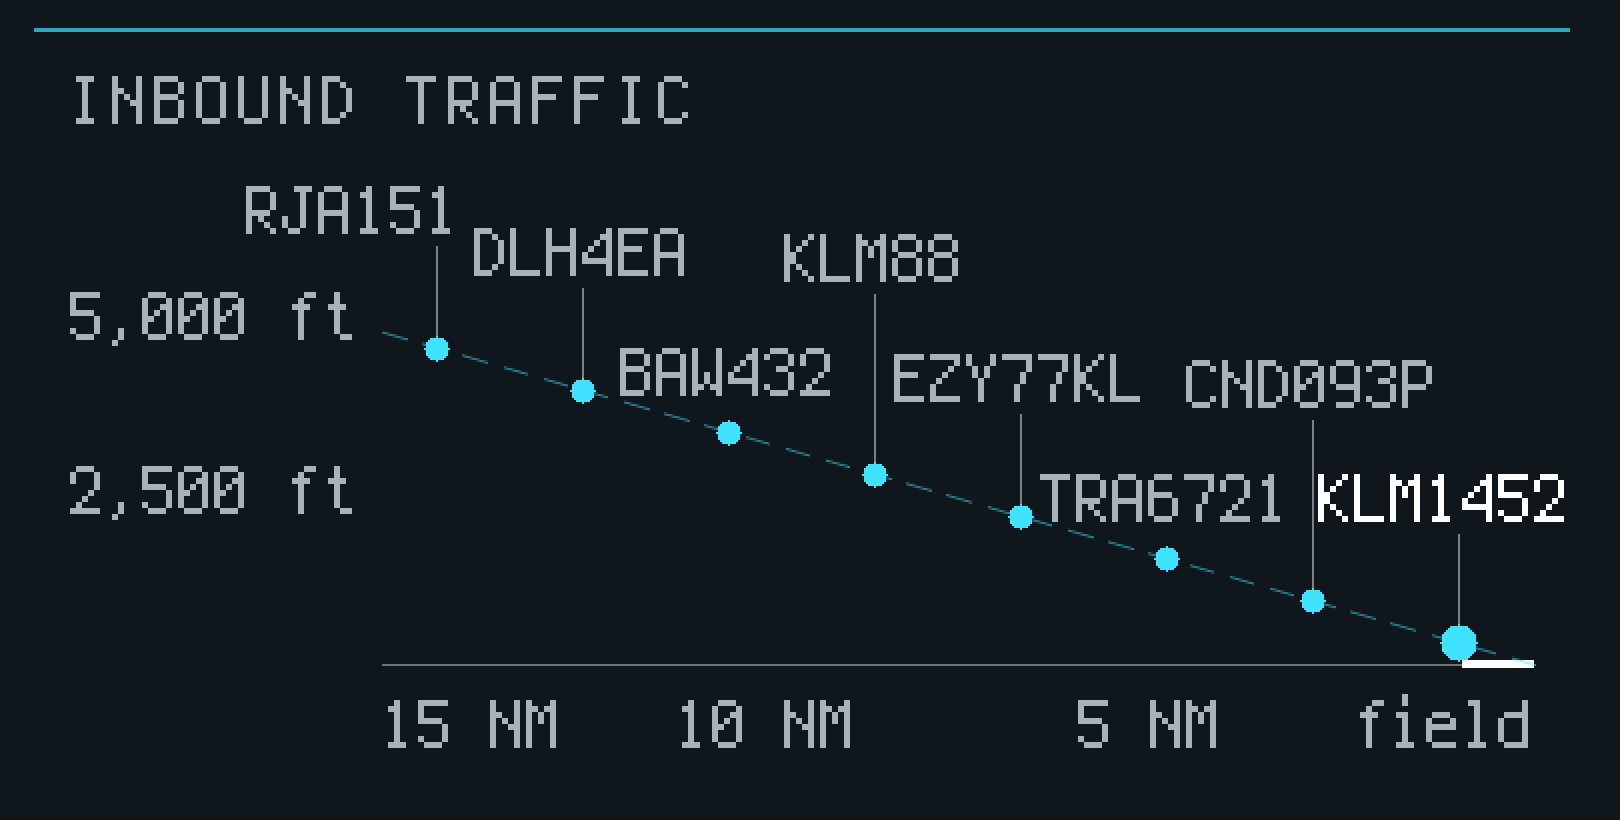 INBOUND TRAFFIC
RJA151
DLH4EA
KLM88
5,000 ft
BAW432
EZY77KL
CND093P
2,500 ft
TRA6721
KLM1452
15 NM
10 NM
5 NM
field